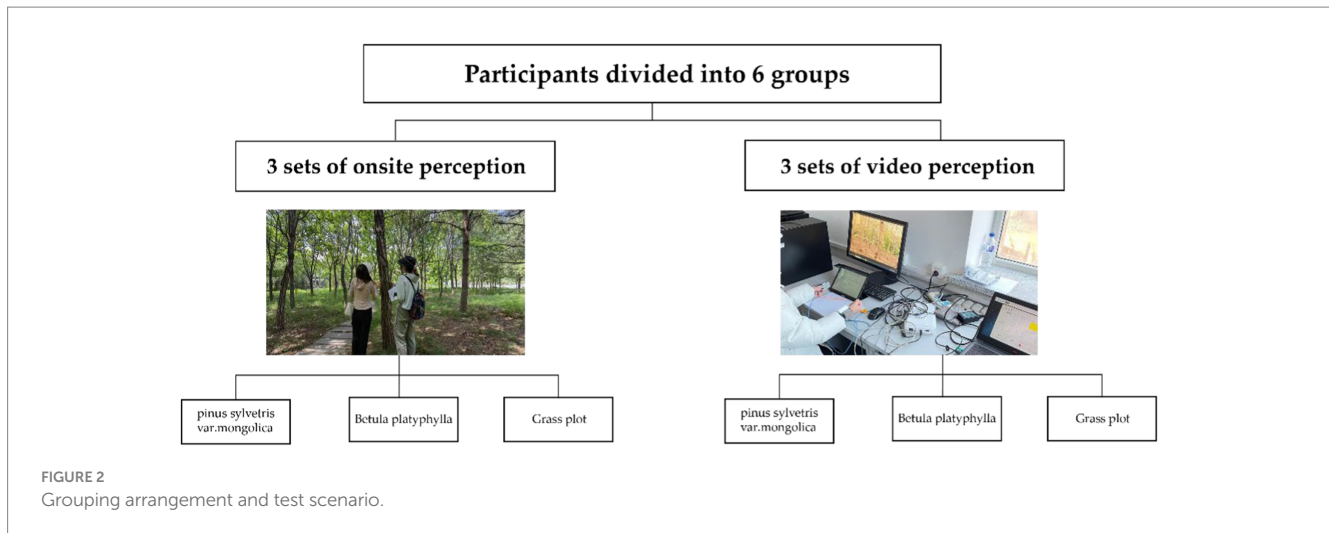 Participants divided into 6 groups
3 sets of onsite perception
3 sets of video perception
pinus sylvetris
var.mongolica
Betula platyphylla
Grass plot
pinus sylvetris
var.mongolica
Betula platyphylla
Grass plot
FIGURE 2
Grouping arrangement and test scenario.